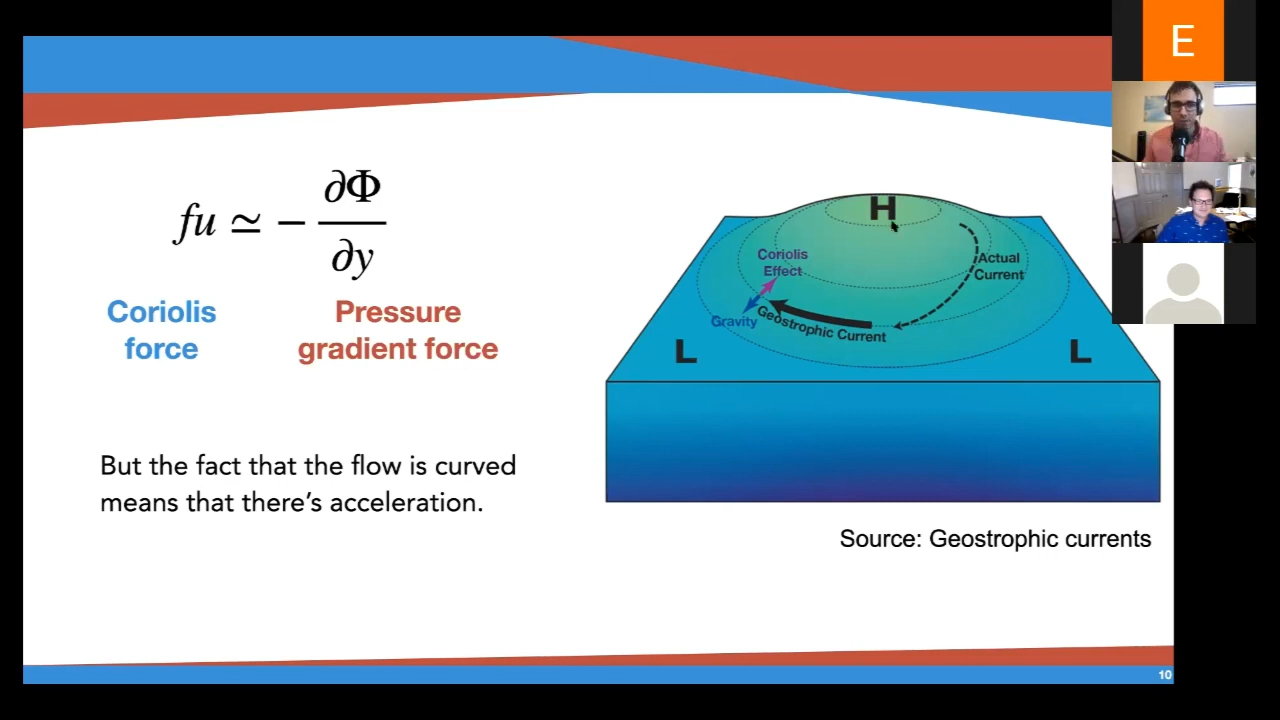 E
fu ≃ − ∂Φ/∂y
Coriolis
force
Pressure
gradient force
But the fact that the flow is curved
means that there's acceleration.
H
Coriolis
Effect
Actual
Current
Gravity
Geostrophic Current
L
L
Source: Geostrophic currents
10